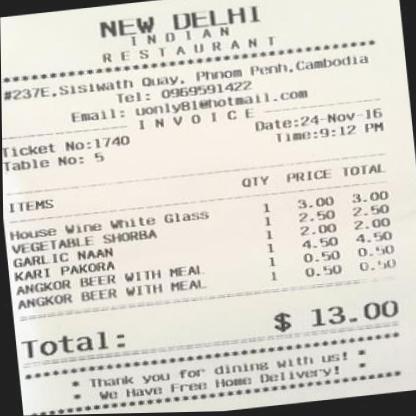 NEW DELHI
INDIAN
RESTAURANT
#237E,Sisiwath Quay, Phnom Penh,Cambodia
Tel: 0969591422
Email: uonly81@hotmail.com
INVOICE
Ticket No:1740 Date:24-Nov-16
Table No: 5 Time:9:12 PM
ITEMS QTY PRICE TOTAL
House Wine White Glass 1 3.00 3.00
VEGETABLE SHORBA 1 2.50 2.50
GARLIC NAAN 1 2.00 2.00
KARI PAKORA 1 4.50 4.50
ANGKOR BEER WITH MEAL 1 0.50 0.50
ANGKOR BEER WITH MEAL 1 0.50 0.50
Total: $ 13.00
* Thank you for dining with us! *
* We Have Free Home Delivery! *